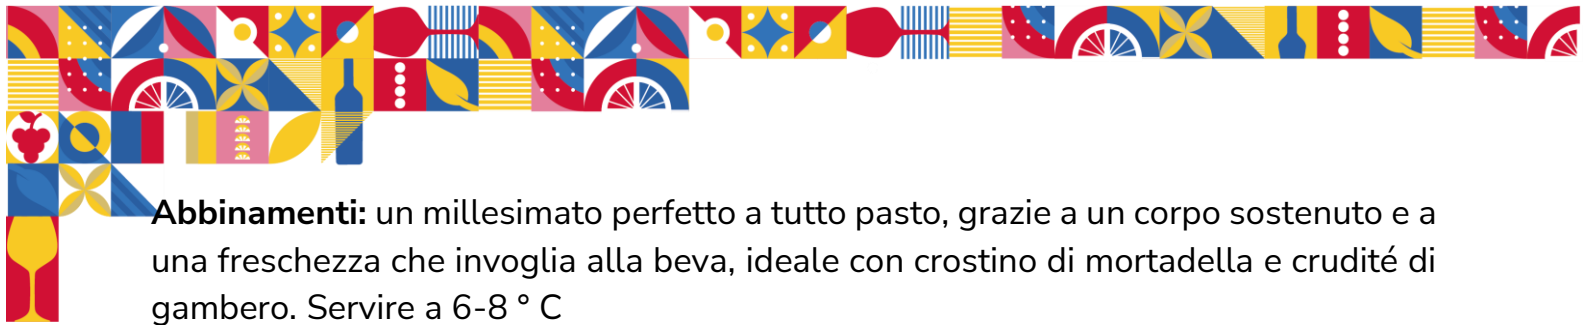 Abbinamenti: un millesimato perfetto a tutto pasto, grazie a un corpo sostenuto e a
una freschezza che invoglia alla beva, ideale con crostino di mortadella e crudité di
gambero. Servire a 6-8 ° C